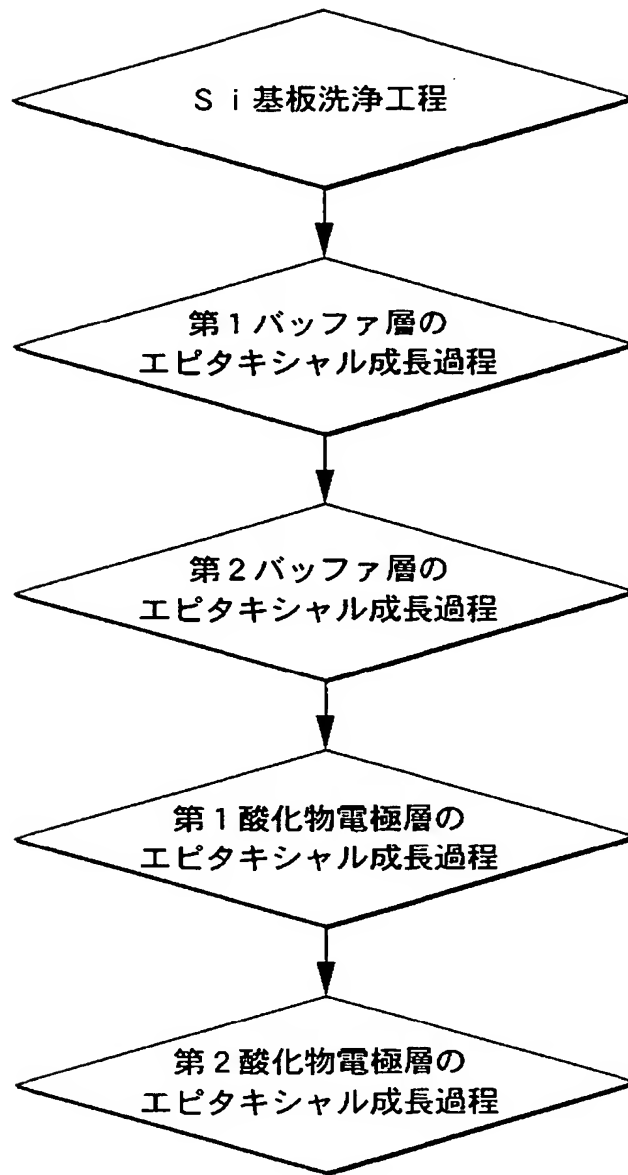 Ｓｉ基板洗浄工程
第１バッファ層の
エピタキシャル成長過程
第２バッファ層の
エピタキシャル成長過程
第１酸化物電極層の
エピタキシャル成長過程
第２酸化物電極層の
エピタキシャル成長過程